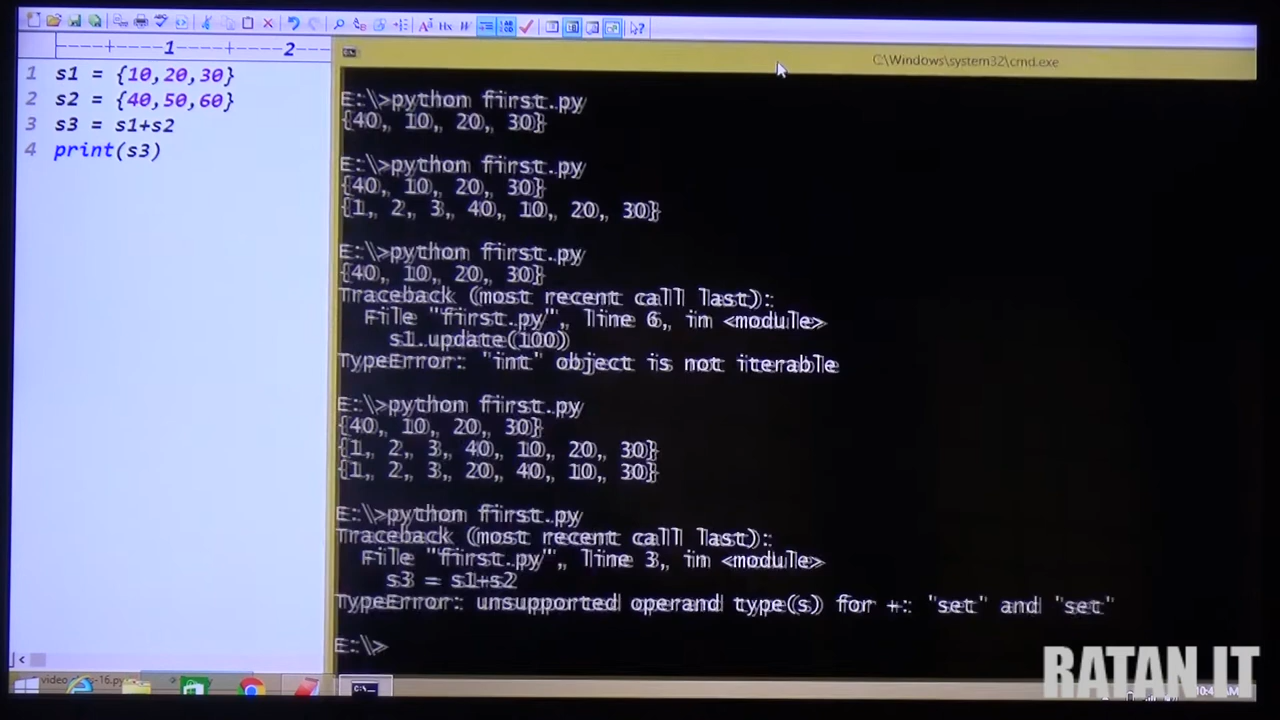 1 2
C:\Windows\system32\cmd.exe
1 s1 = {10,20,30}
2 s2 = {40,50,60}
3 s3 = s1+s2
4 print(s3)
E:\>python first.py
{40, 10, 20, 30}
E:\>python first.py
{40, 10, 20, 30}
{1, 2, 3, 40, 10, 20, 30}
E:\>python first.py
{40, 10, 20, 30}
Traceback (most recent call last):
File "first.py", line 6, in <module>
s1.update(100)
TypeError: "int" object is not iterable
E:\>python first.py
{40, 10, 20, 30}
{1, 2, 3, 40, 10, 20, 30}
{1, 2, 3, 20, 40, 10, 30}
E:\>python first.py
Traceback (most recent call last):
File "first.py", line 3, in <module>
s3 = s1+s2
TypeError: unsupported operand type(s) for +: "set" and "set"
E:\>
RATAN.IT